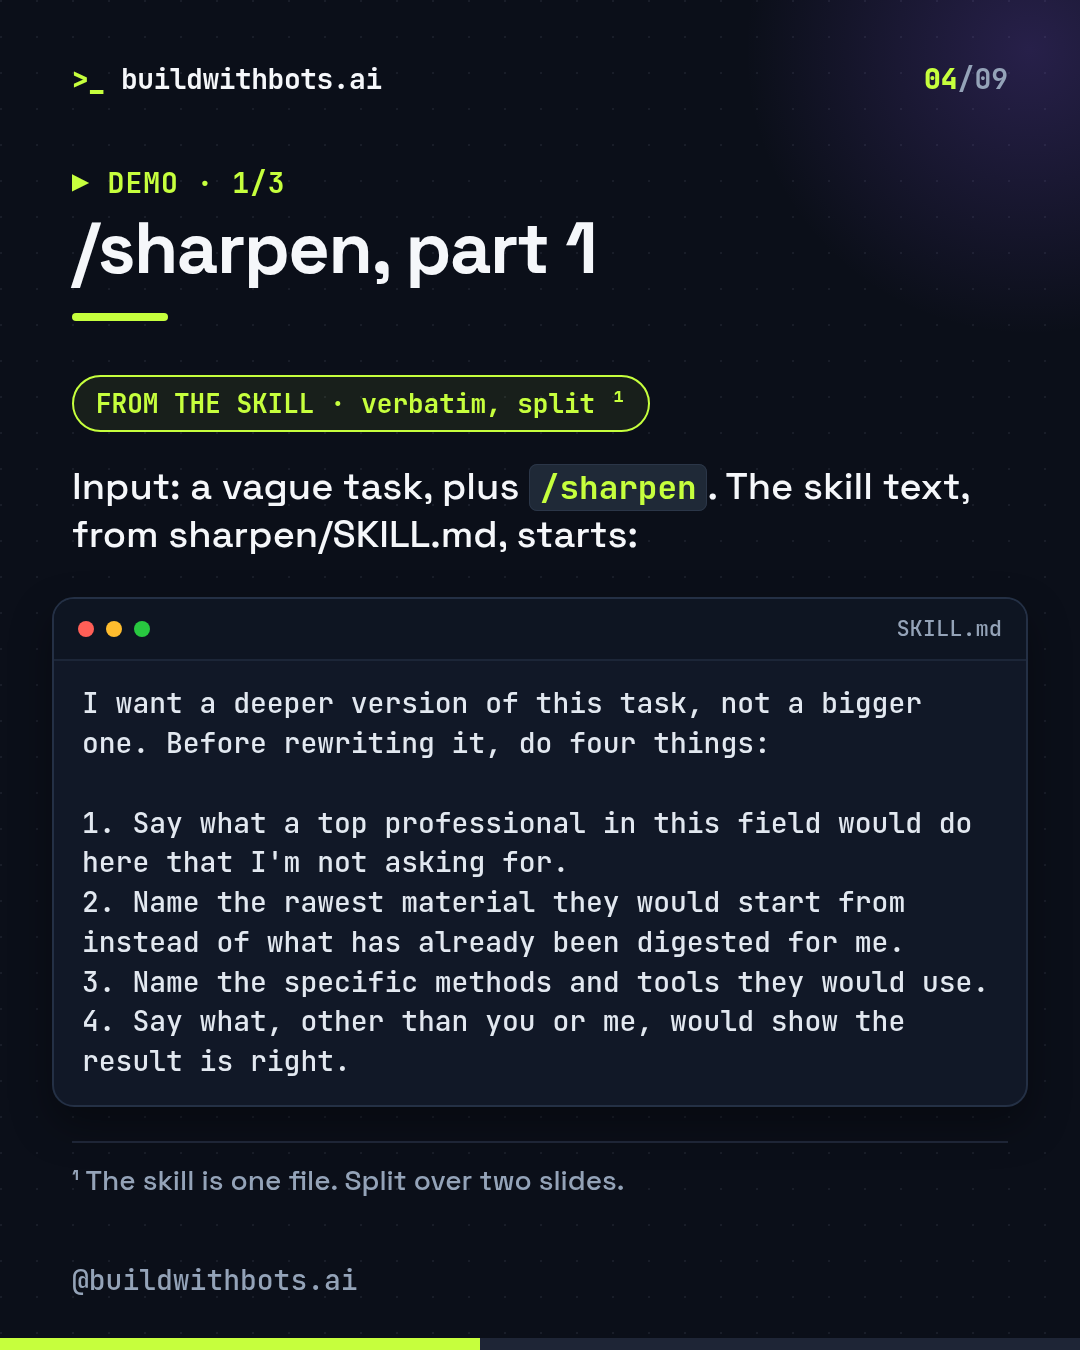 >_ buildwithbots.ai
04/09
▶ DEMO · 1/3
/sharpen, part 1
FROM THE SKILL · verbatim, split ¹
Input: a vague task, plus /sharpen. The skill text,
from sharpen/SKILL.md, starts:
SKILL.md
I want a deeper version of this task, not a bigger
one. Before rewriting it, do four things:
1. Say what a top professional in this field would do
here that I'm not asking for.
2. Name the rawest material they would start from
instead of what has already been digested for me.
3. Name the specific methods and tools they would use.
4. Say what, other than you or me, would show the
result is right.
¹ The skill is one file. Split over two slides.
@buildwithbots.ai